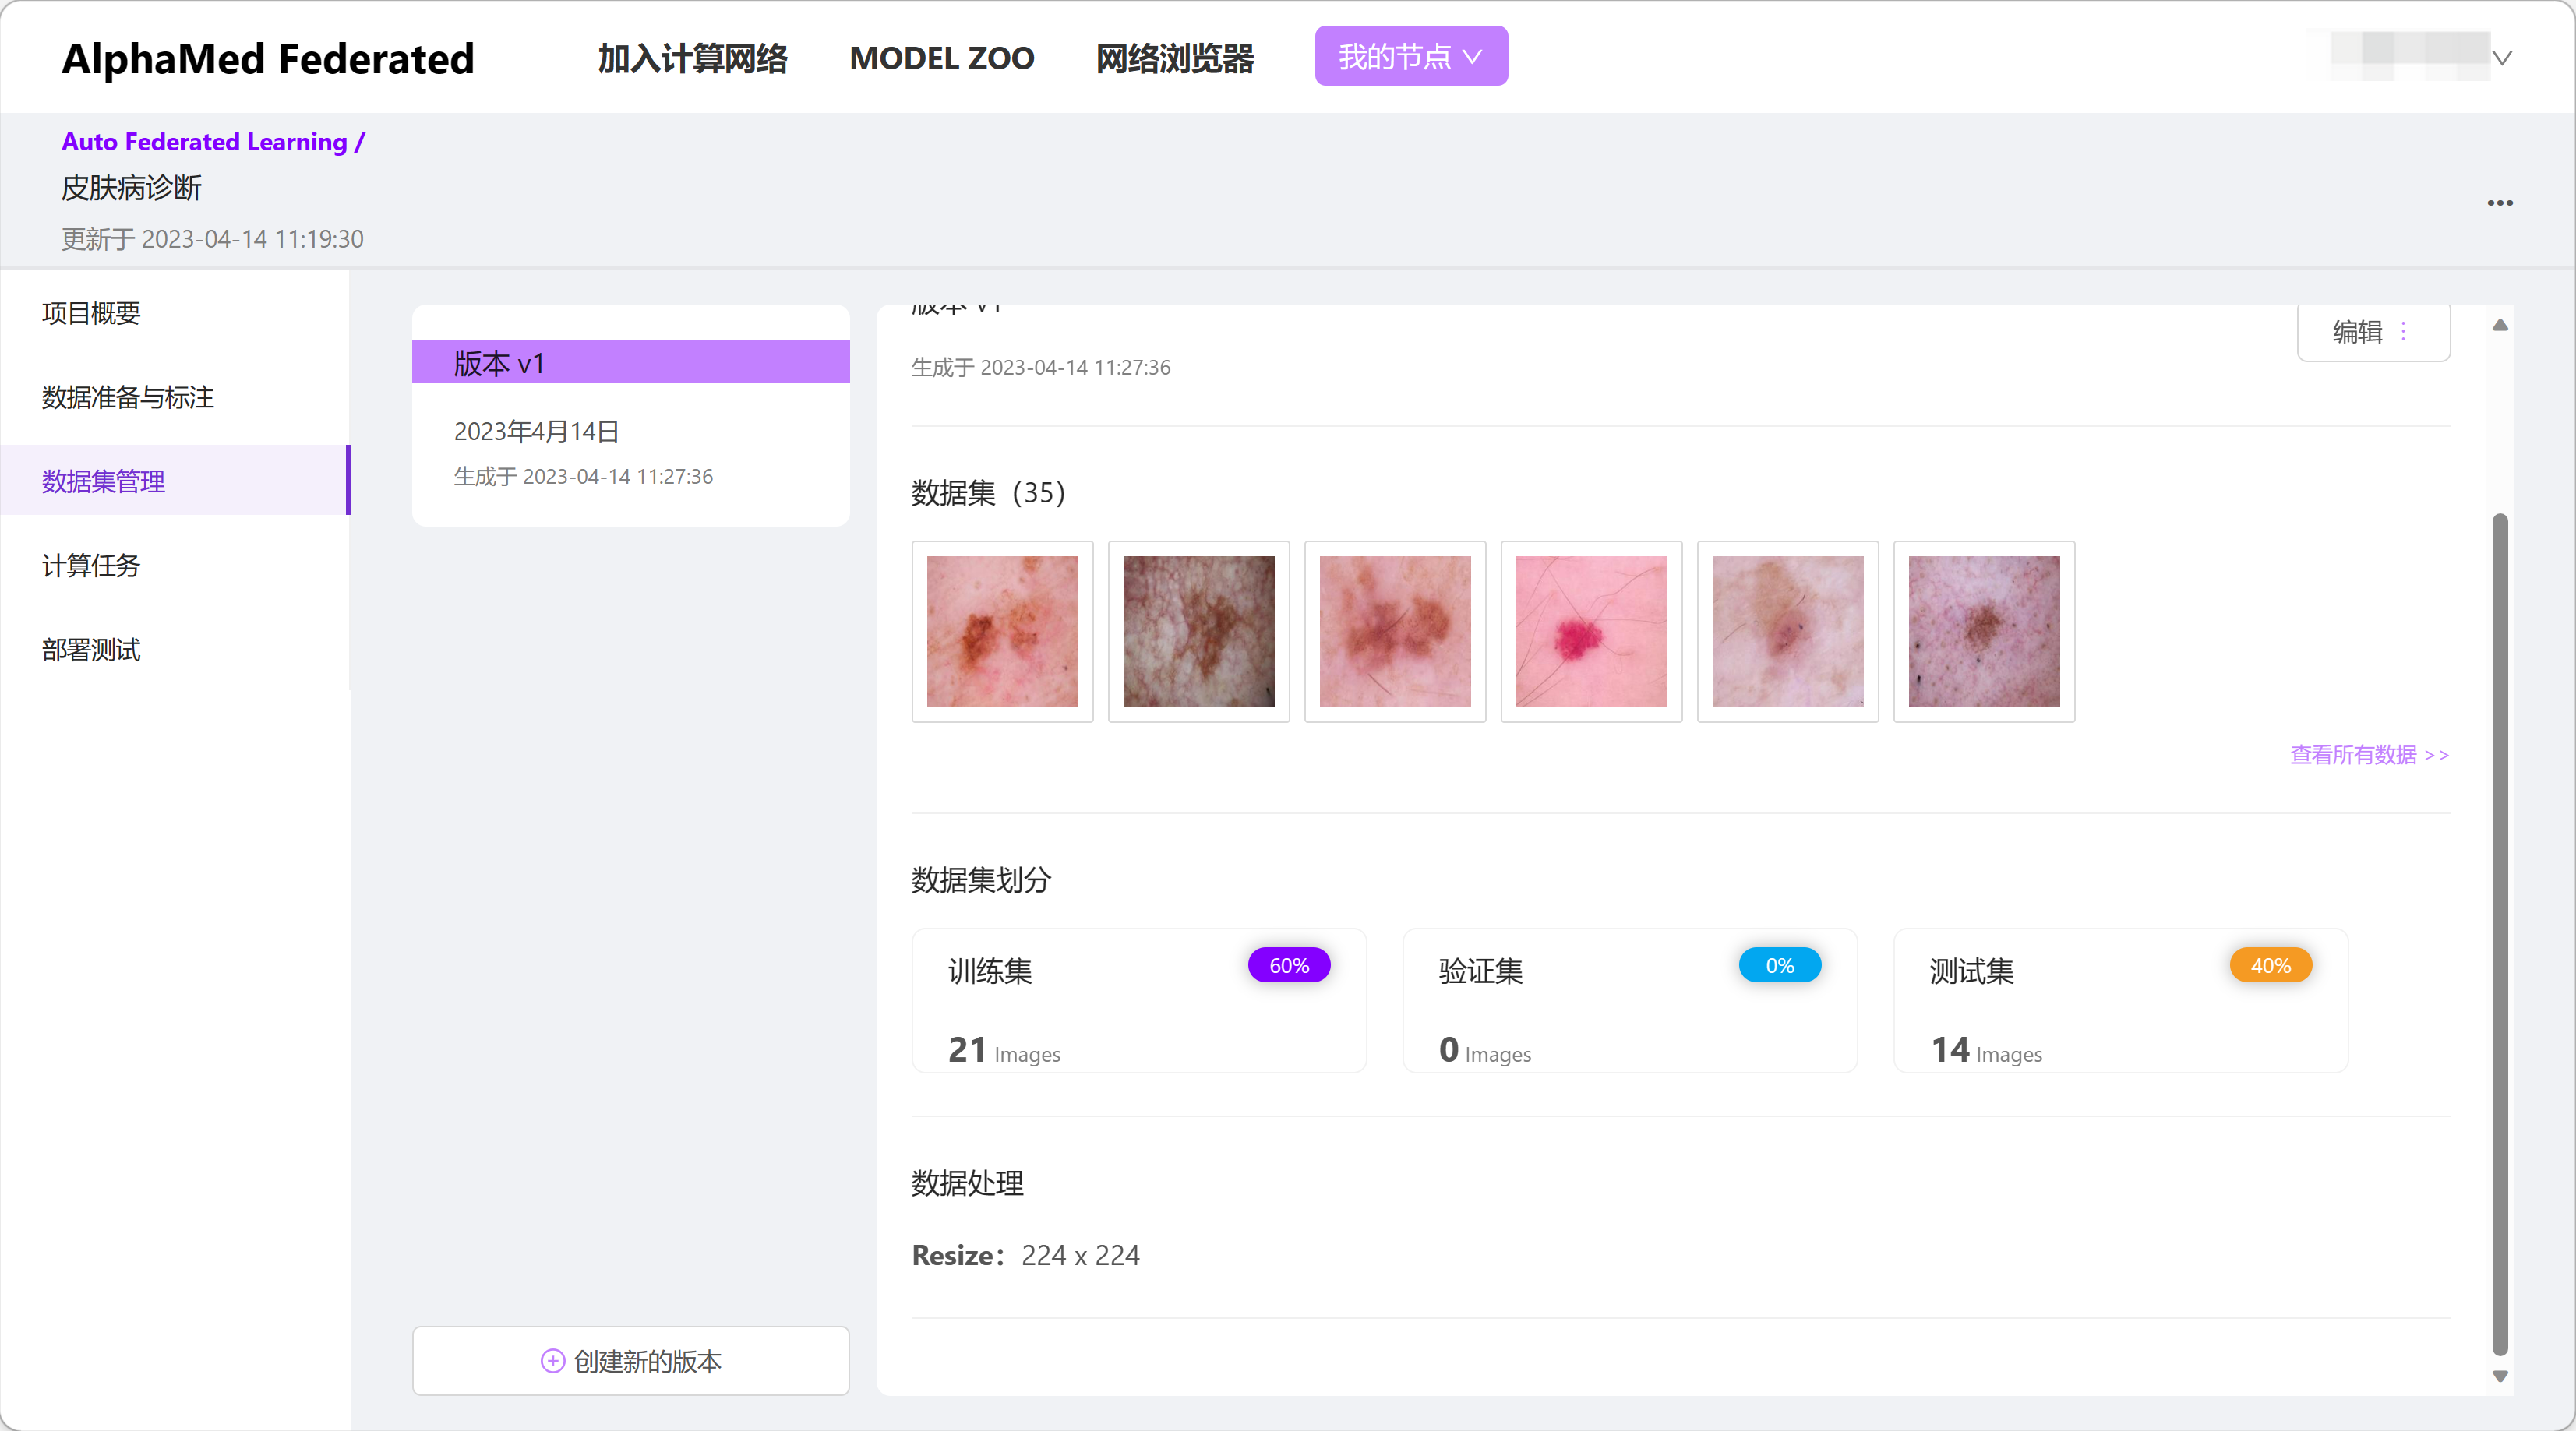 AlphaMed Federated
加入计算网络
MODEL ZOO
网络浏览器
我的节点
Auto Federated Learning /
皮肤病诊断
更新于 2023-04-14 11:19:30
项目概要
数据准备与标注
数据集管理
计算任务
部署测试
版本 v1
2023年4月14日
生成于 2023-04-14 11:27:36
创建新的版本
版本 v1
编辑
生成于 2023-04-14 11:27:36
数据集（35）
查看所有数据 >>
数据集划分
训练集 60%
21 Images
验证集 0%
0 Images
测试集 40%
14 Images
数据处理
Resize：224 x 224